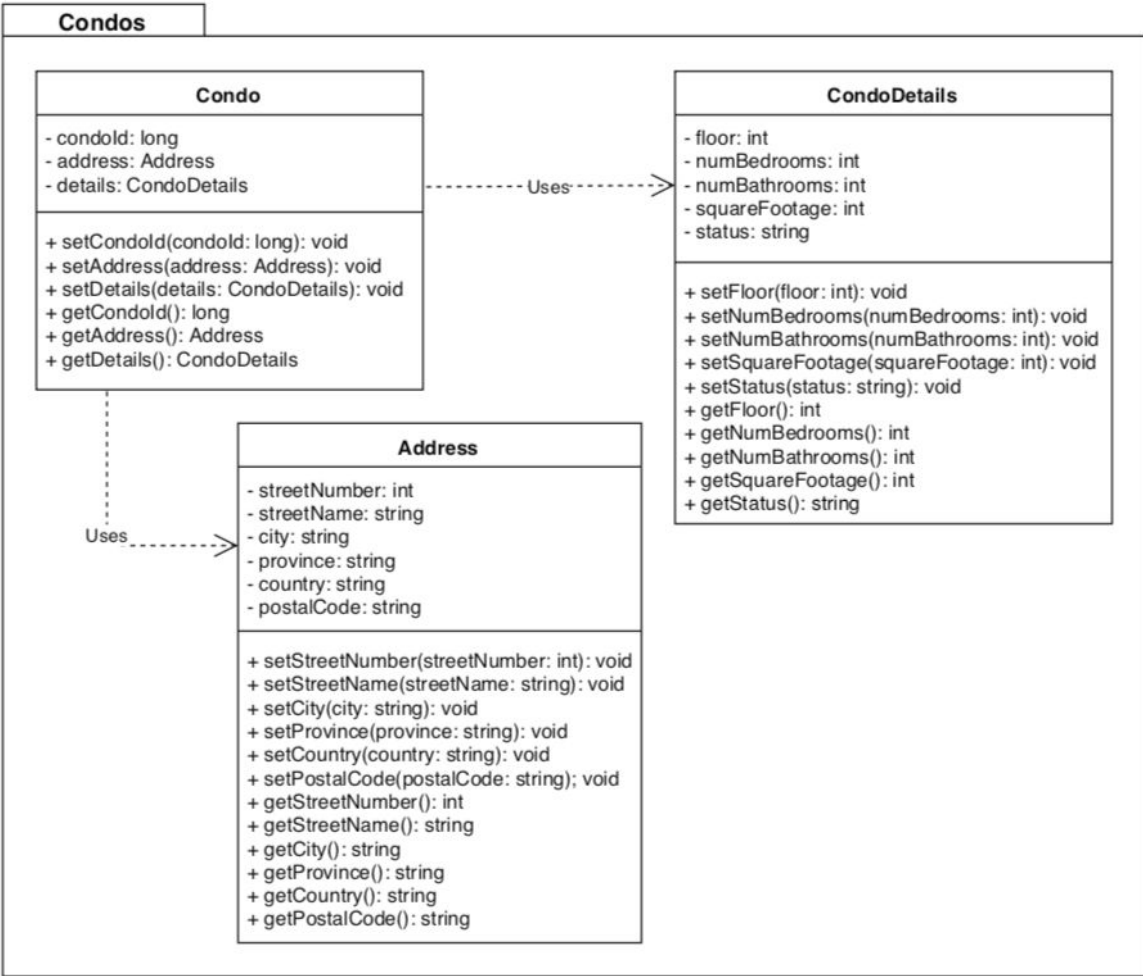 Condos
Condo
- condoId: long
- address: Address
- details: CondoDetails
+ setCondoId(condoId: long): void
+ setAddress(address: Address): void
+ setDetails(details: CondoDetails): void
+ getCondoId(): long
+ getAddress(): Address
+ getDetails(): CondoDetails
Uses
CondoDetails
- floor: int
- numBedrooms: int
- numBathrooms: int
- squareFootage: int
- status: string
+ setFloor(floor: int): void
+ setNumBedrooms(numBedrooms: int): void
+ setNumBathrooms(numBathrooms: int): void
+ setSquareFootage(squareFootage: int): void
+ setStatus(status: string): void
+ getFloor(): int
+ getNumBedrooms(): int
+ getNumBathrooms(): int
+ getSquareFootage(): int
+ getStatus(): string
Uses
Address
- streetNumber: int
- streetName: string
- city: string
- province: string
- country: string
- postalCode: string
+ setStreetNumber(streetNumber: int): void
+ setStreetName(streetName: string): void
+ setCity(city: string): void
+ setProvince(province: string): void
+ setCountry(country: string): void
+ setPostalCode(postalCode: string); void
+ getStreetNumber(): int
+ getStreetName(): string
+ getCity(): string
+ getProvince(): string
+ getCountry(): string
+ getPostalCode(): string